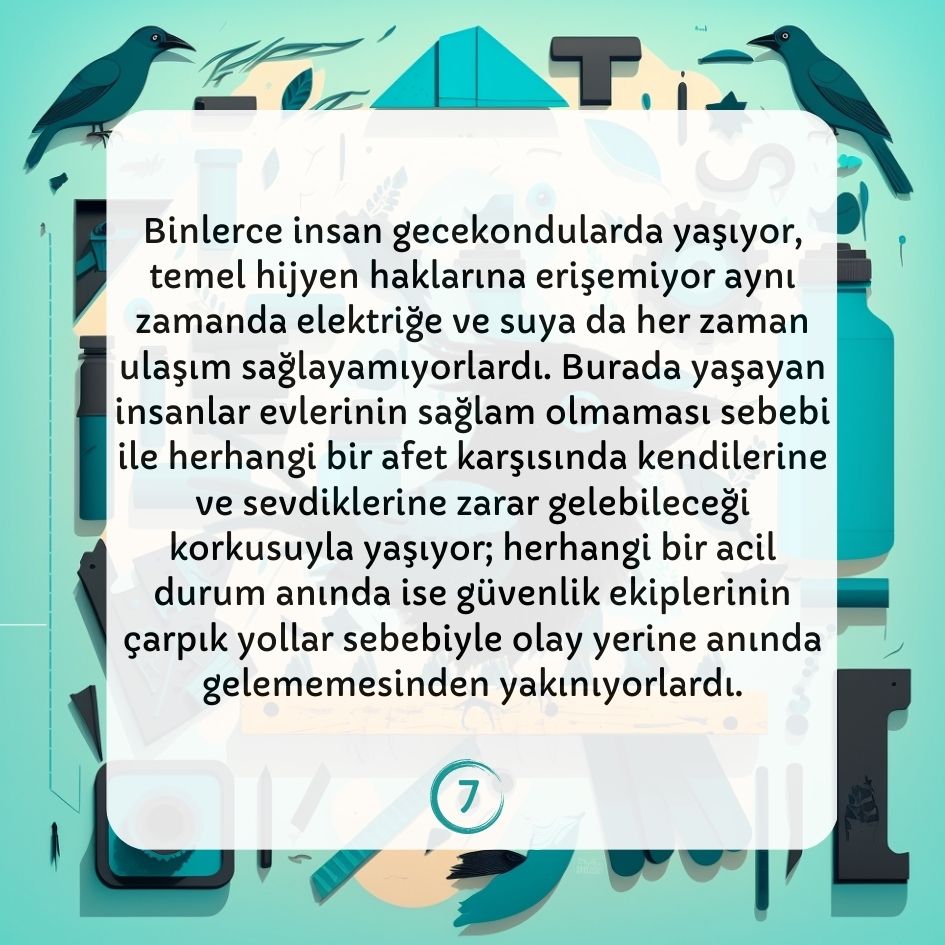 Binlerce insan gecekondularda yaşıyor,
temel hijyen haklarına erişemiyor aynı
zamanda elektriğe ve suya da her zaman
ulaşım sağlayamıyorlardı. Burada yaşayan
insanlar evlerinin sağlam olmaması sebebi
ile herhangi bir afet karşısında kendilerine
ve sevdiklerine zarar gelebileceği
korkusuyla yaşıyor; herhangi bir acil
durum anında ise güvenlik ekiplerinin
çarpık yollar sebebiyle olay yerine anında
gelememesinden yakınıyorlardı.
7